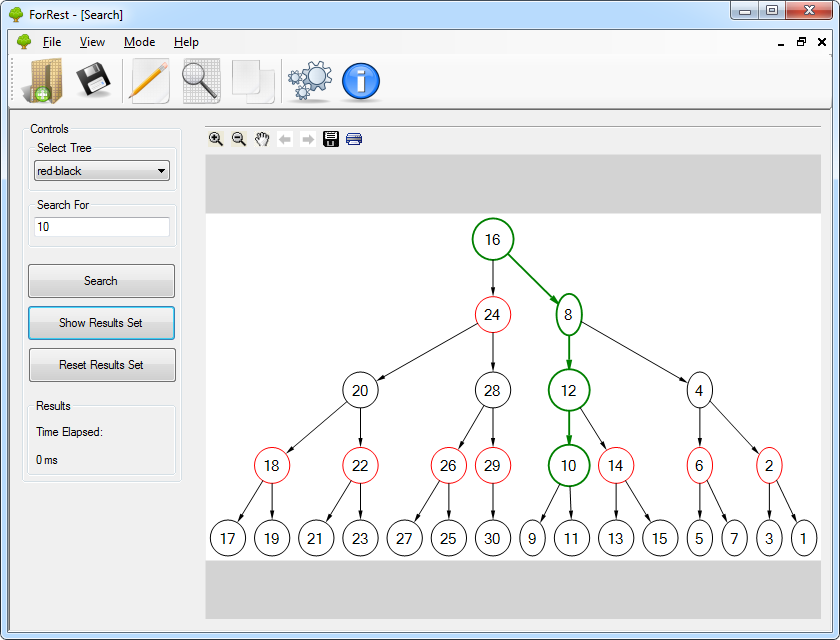 ForRest - [Search]
File View Mode Help
Controls
Select Tree
red-black
Search For
10
Search
Show Results Set
Reset Results Set
Results
Time Elapsed:
0 ms
16
24 8
20 28 12 4
18 22 26 29 10 14 6 2
17 19 21 23 27 25 30 9 11 13 15 5 7 3 1